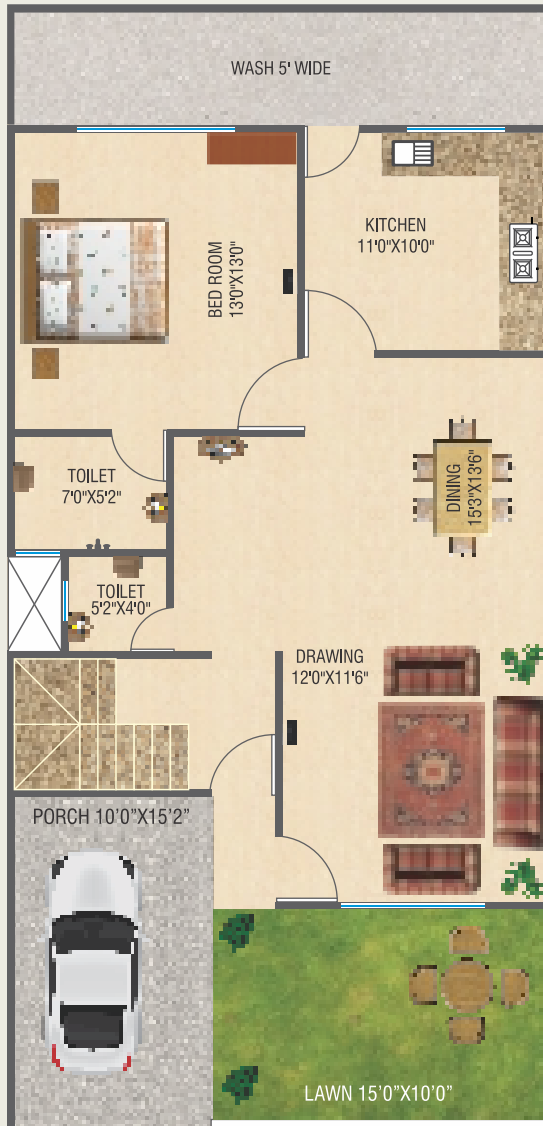 WASH 5' WIDE
KITCHEN
11'0"X10'0"
BED ROOM
13'0"X13'0"
TOILET
7'0"X5'2"
DINING
15'3"X13'6"
TOILET
5'2"X4'0"
DRAWING
12'0"X11'6"
PORCH 10'0"X15'2"
LAWN 15'0"X10'0"